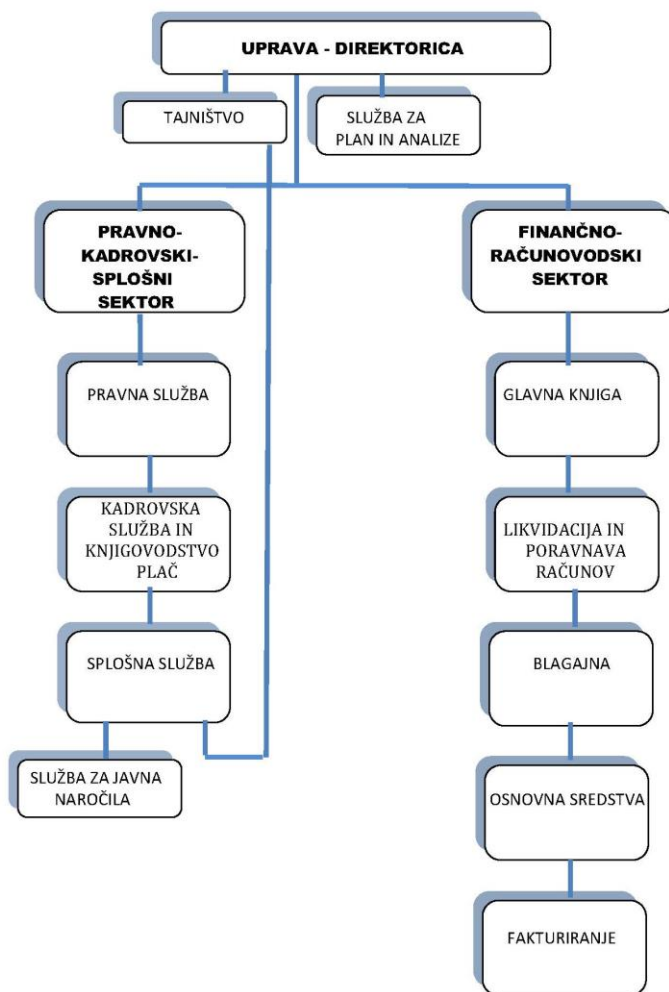 UPRAVA - DIREKTORICA
TAJNIŠTVO
SLUŽBA ZA
PLAN IN ANALIZE
PRAVNO-
KADROVSKI-
SPLOŠNI
SEKTOR
FINANČNO-
RAČUNOVODSKI
SEKTOR
PRAVNA SLUŽBA
GLAVNA KNJIGA
KADROVSKA
SLUŽBA IN
KNJIGOVODSTVO
PLAČ
LIKVIDACIJA IN
PORAVNAVA
RAČUNOV
SPLOŠNA SLUŽBA
BLAGAJNA
SLUŽBA ZA JAVNA
NAROČILA
OSNOVNA SREDSTVA
FAKTURIRANJE